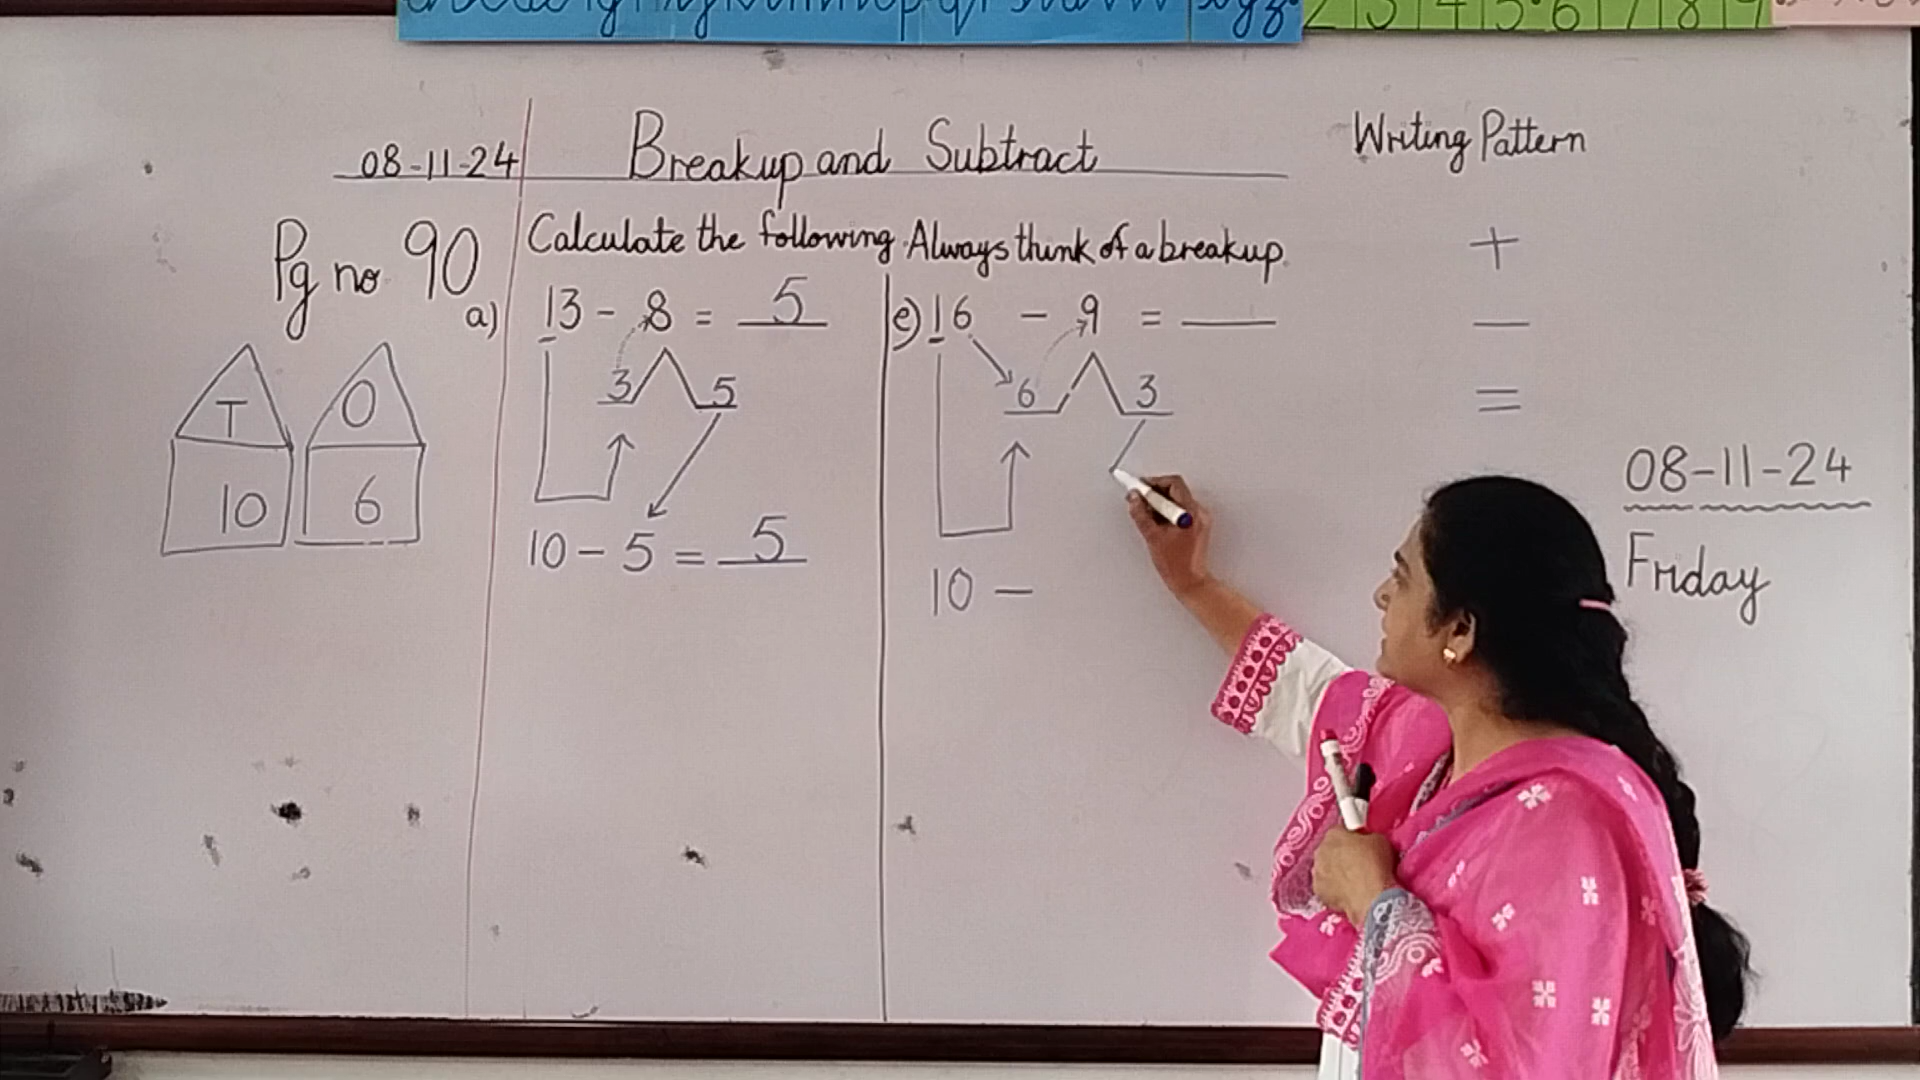 08-11-24 Breakup and Subtract Writing Pattern
Pg no. 90
Calculate the following. Always think of a breakup.
+
−
=
a) 13 - 8 = 5
3 5
10 - 5 = 5
e) 16 - 9 = ___
6 3
10 -
T O
10 6
08-11-24
Friday